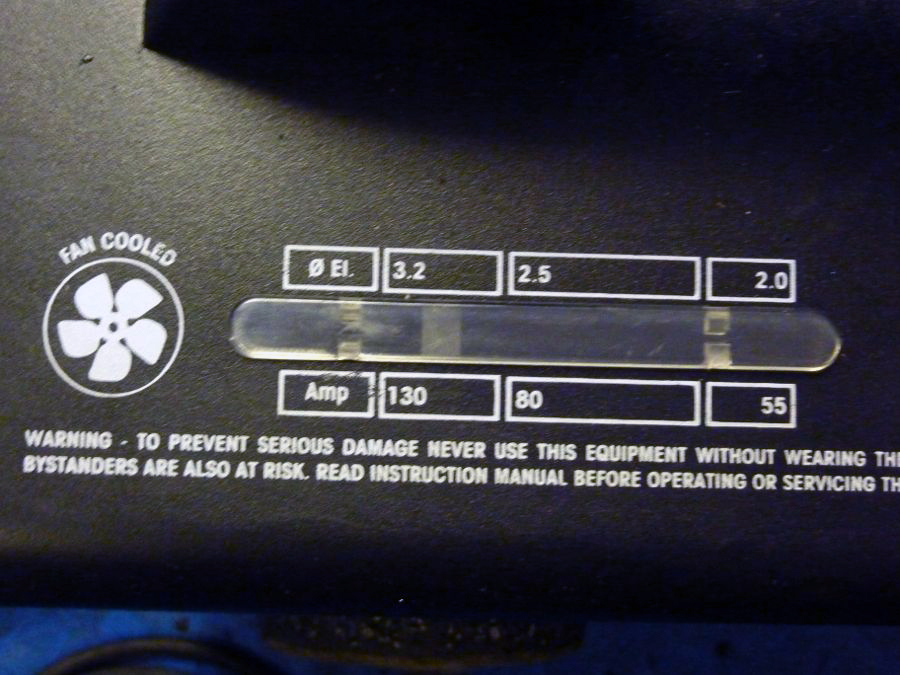 FAN COOLED
Ø El. 3.2 2.5 2.0
Amp 130 80 55
WARNING - TO PREVENT SERIOUS DAMAGE NEVER USE THIS EQUIPMENT WITHOUT WEARING
BYSTANDERS ARE ALSO AT RISK. READ INSTRUCTION MANUAL BEFORE OPERATING OR SERVICING